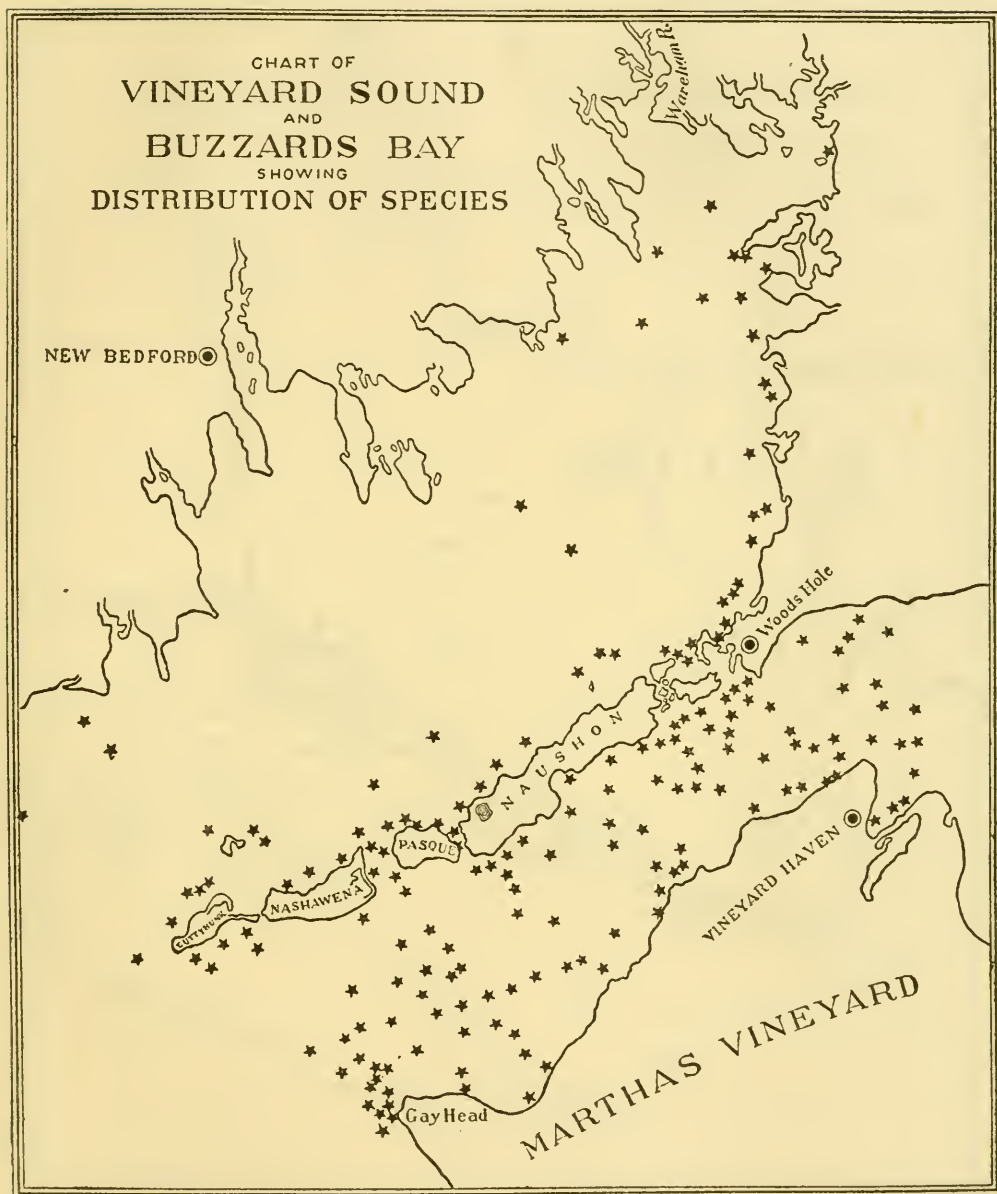 CHART OF
VINEYARD SOUND
AND
BUZZARDS BAY
SHOWING
DISTRIBUTION OF SPECIES
Wareham R.
NEW BEDFORD
Woods Hole
NAUSHON
PASQUE
NASHAWENA
CUTTYHUNK
VINEYARD HAVEN
MARTHAS VINEYARD
Gay Head